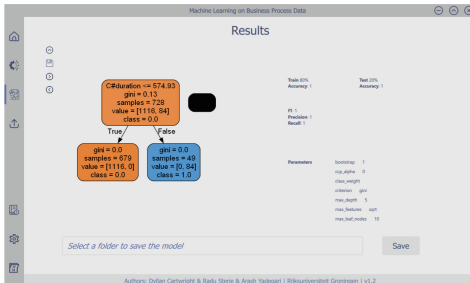 Machine Learning on Business Process Data
Results
C#duration <= 574.93
gini = 0.13
samples = 728
value = [1116, 84]
class = 0.0
True
False
gini = 0.0
samples = 679
value = [1116, 0]
class = 0.0
gini = 0.0
samples = 49
value = [0, 84]
class = 1.0
Train 80%
Accuracy 1
Test 20%
Accuracy 1
F1 1
Precision 1
Recall 1
Parameters
bootstrap 1
ccp_alpha 0
class_weight
criterion gini
max_depth 5
max_features sqrt
max_leaf_nodes 10
Select a folder to save the model
Save
Authors: Dylian Cartwright & Radu Sterie & Arash Yadegari | Rijksuniversiteit Groningen | v1.2